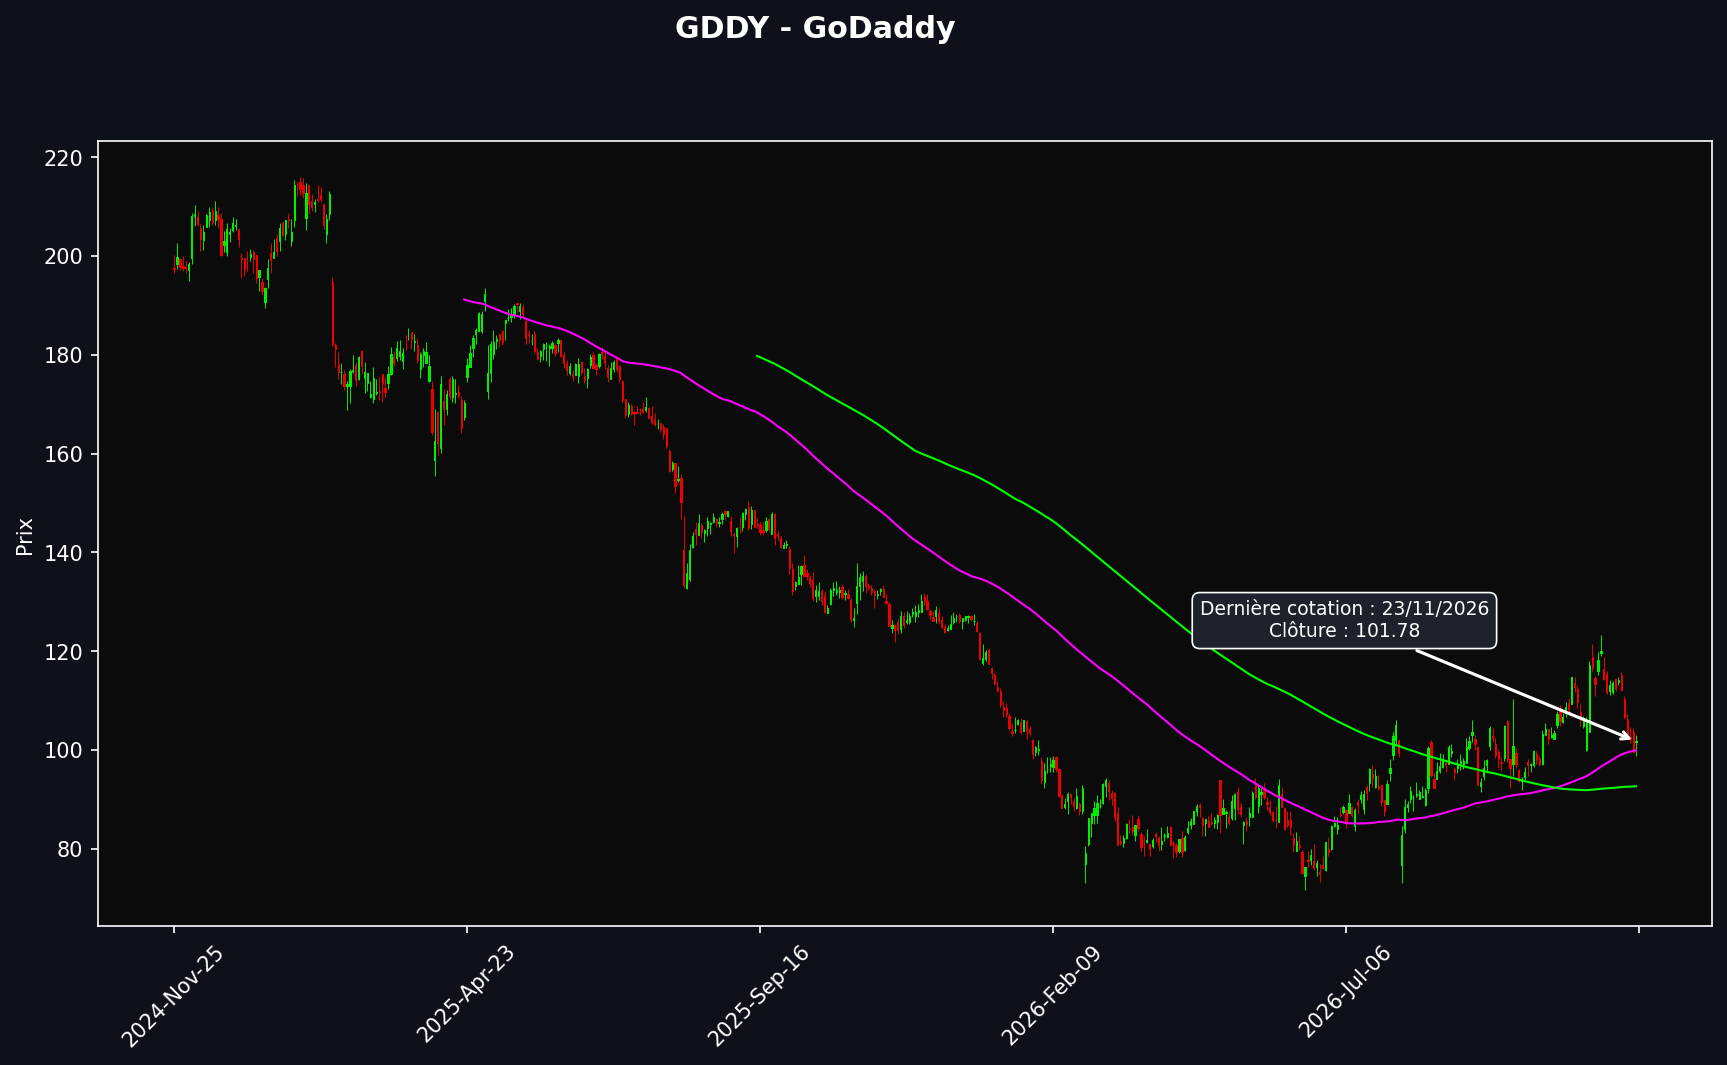 GDDY - GoDaddy
220
200
180
160
140
120
100
80
Prix
Dernière cotation : 23/11/2026
Clôture : 101.78
2024-Nov-25
2025-Apr-23
2025-Sep-16
2026-Feb-09
2026-Jul-06